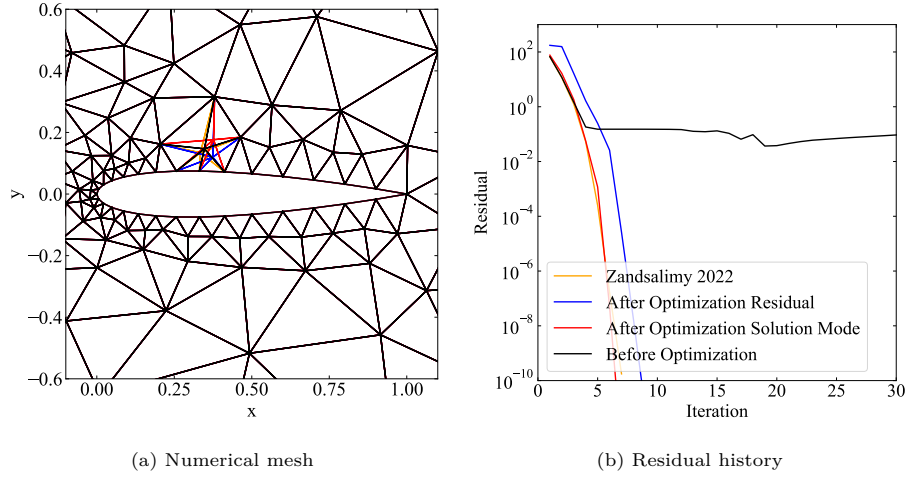 0.6
0.4
0.2
0.0
−0.2
−0.4
−0.6
y
0.00 0.25 0.50 0.75 1.00
x
(a) Numerical mesh
10^2
10^0
10^−2
10^−4
10^−6
10^−8
10^−10
Residual
Zandsalimy 2022
After Optimization Residual
After Optimization Solution Mode
Before Optimization
0 5 10 15 20 25 30
Iteration
(b) Residual history